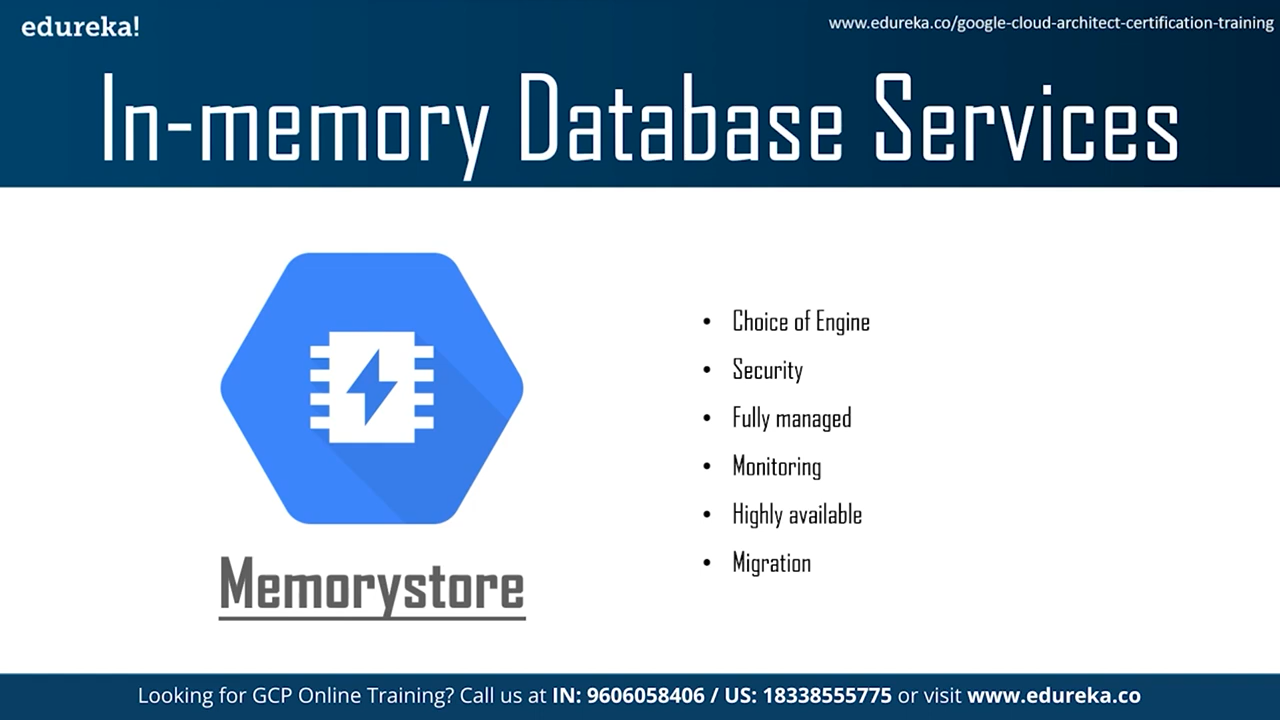 edureka!
www.edureka.co/google-cloud-architect-certification-training
In-memory Database Services
• Choice of Engine
• Security
• Fully managed
• Monitoring
• Highly available
• Migration
Memorystore
Looking for GCP Online Training? Call us at IN: 9606058406 / US: 18338555775 or visit www.edureka.co